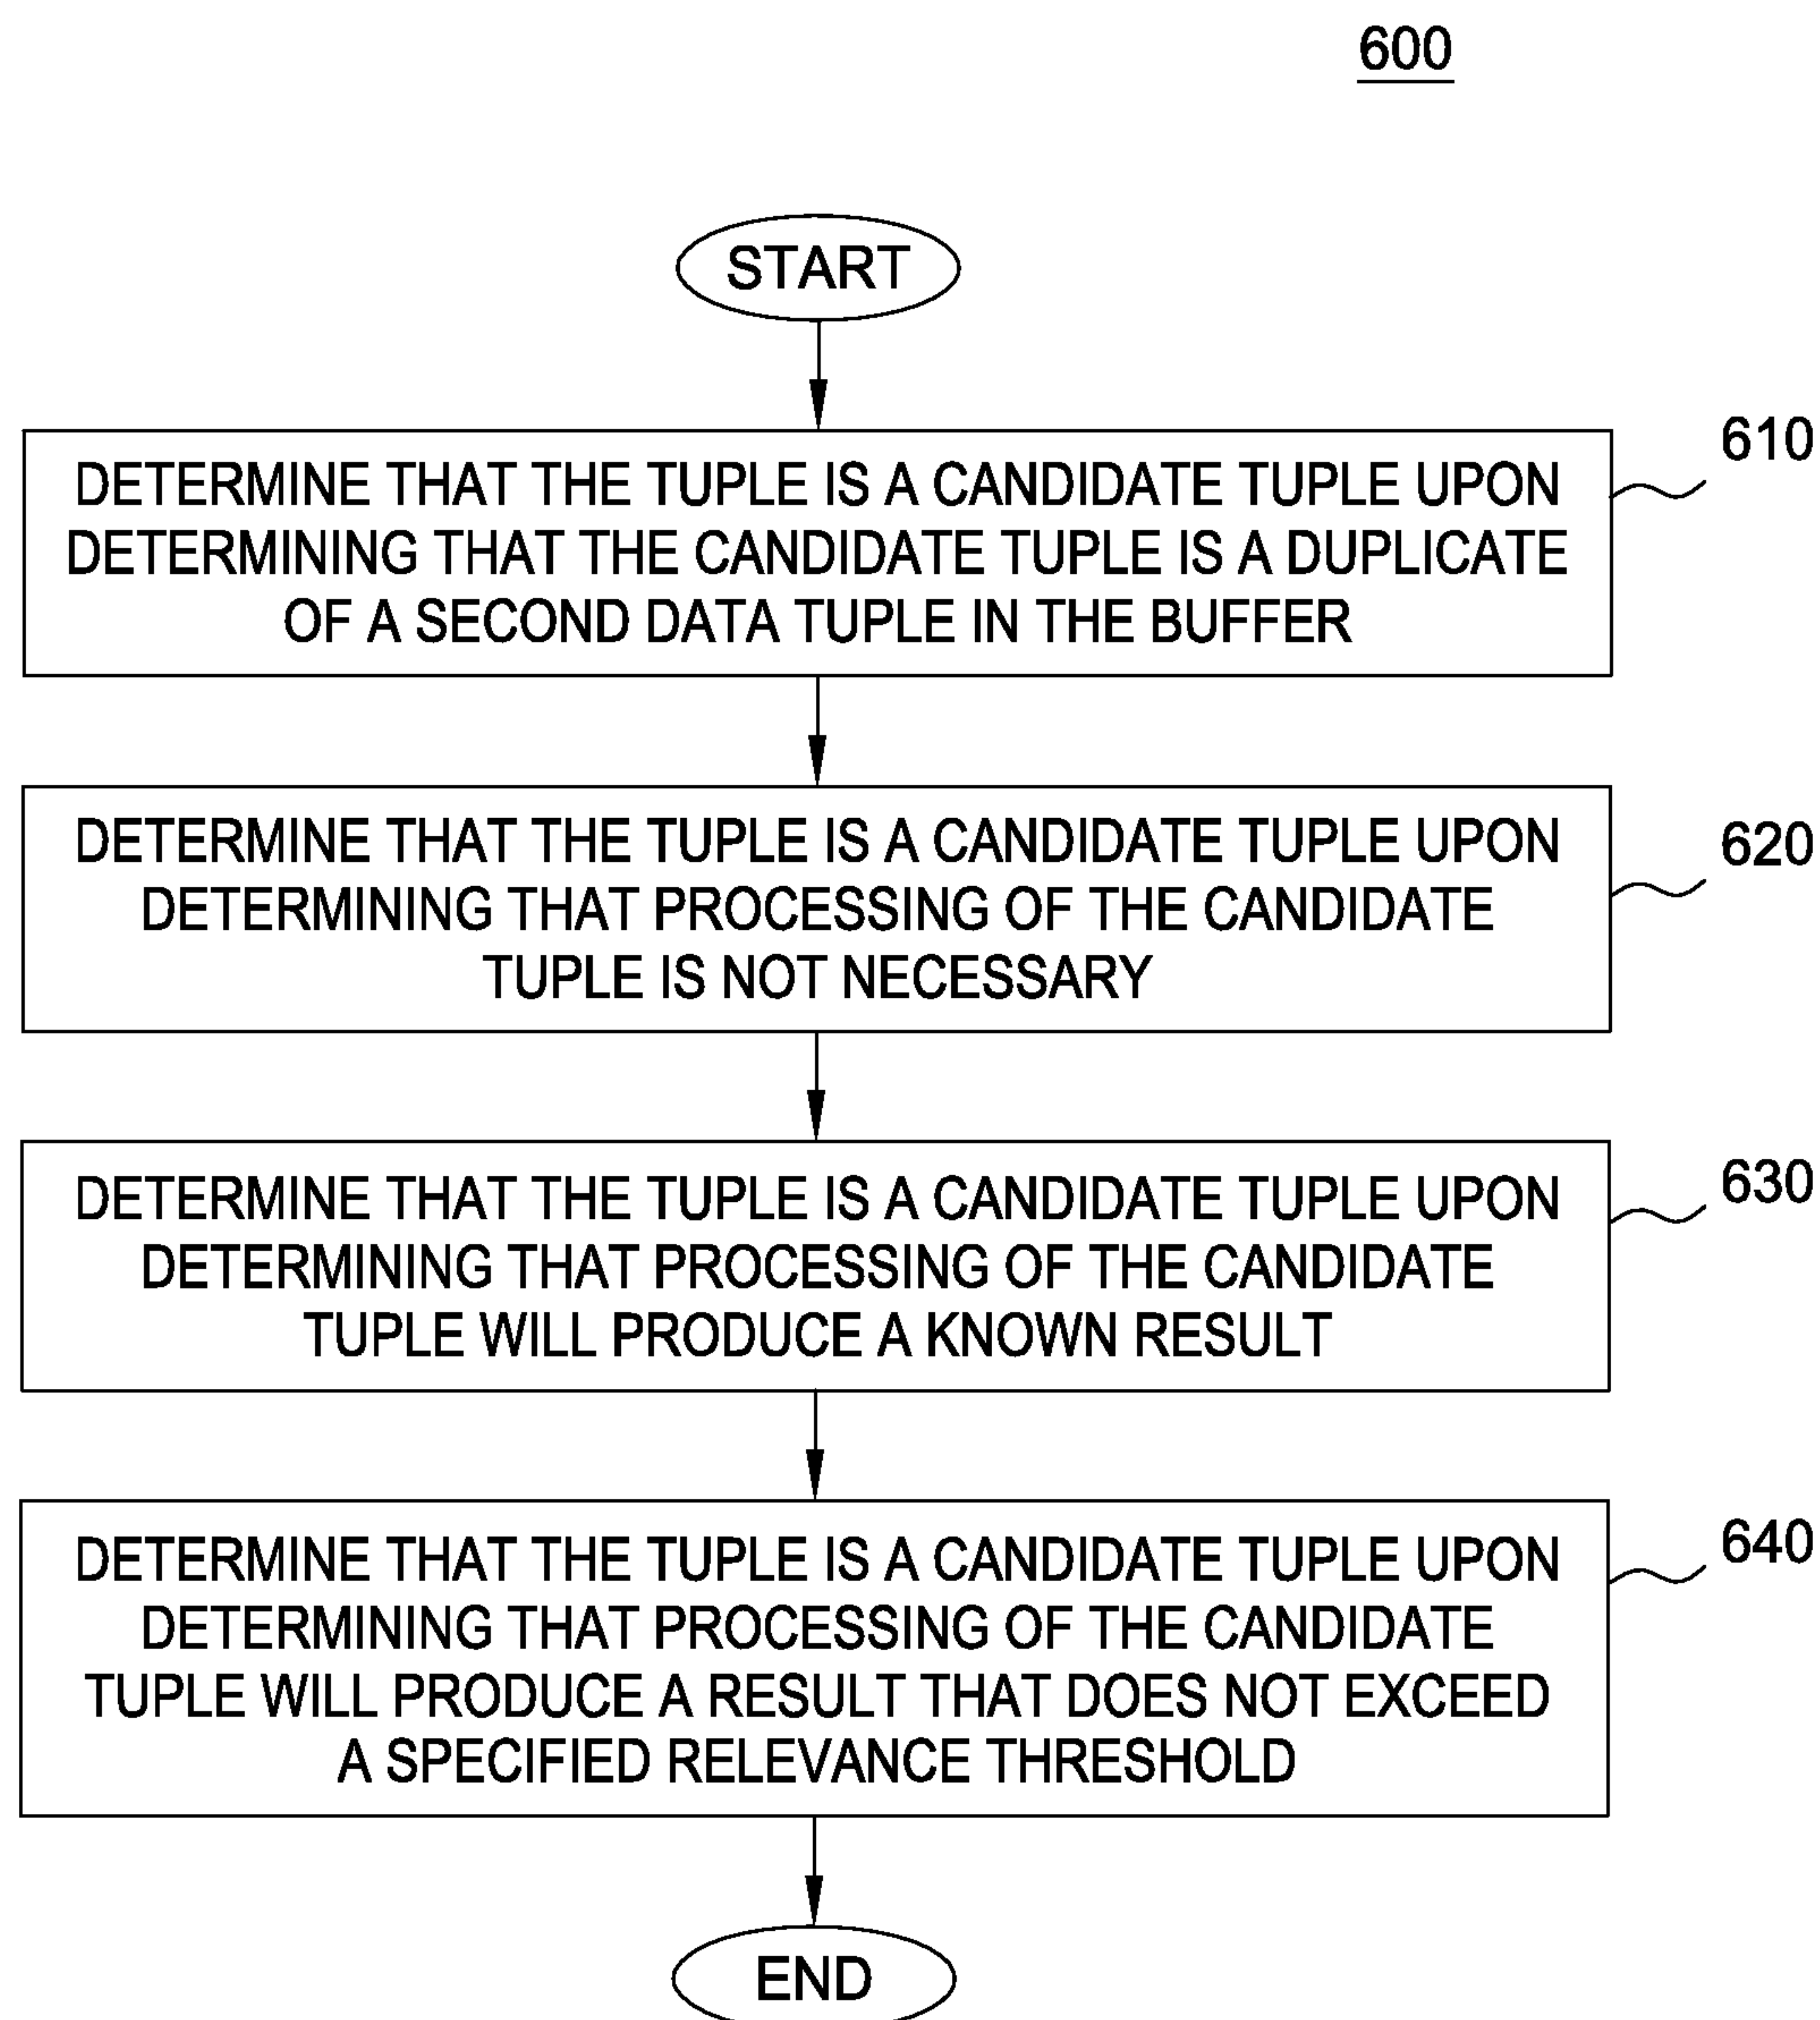 600
START
DETERMINE THAT THE TUPLE IS A CANDIDATE TUPLE UPON
DETERMINING THAT THE CANDIDATE TUPLE IS A DUPLICATE
OF A SECOND DATA TUPLE IN THE BUFFER
610
DETERMINE THAT THE TUPLE IS A CANDIDATE TUPLE UPON
DETERMINING THAT PROCESSING OF THE CANDIDATE
TUPLE IS NOT NECESSARY
620
DETERMINE THAT THE TUPLE IS A CANDIDATE TUPLE UPON
DETERMINING THAT PROCESSING OF THE CANDIDATE
TUPLE WILL PRODUCE A KNOWN RESULT
630
DETERMINE THAT THE TUPLE IS A CANDIDATE TUPLE UPON
DETERMINING THAT PROCESSING OF THE CANDIDATE
TUPLE WILL PRODUCE A RESULT THAT DOES NOT EXCEED
A SPECIFIED RELEVANCE THRESHOLD
640
END